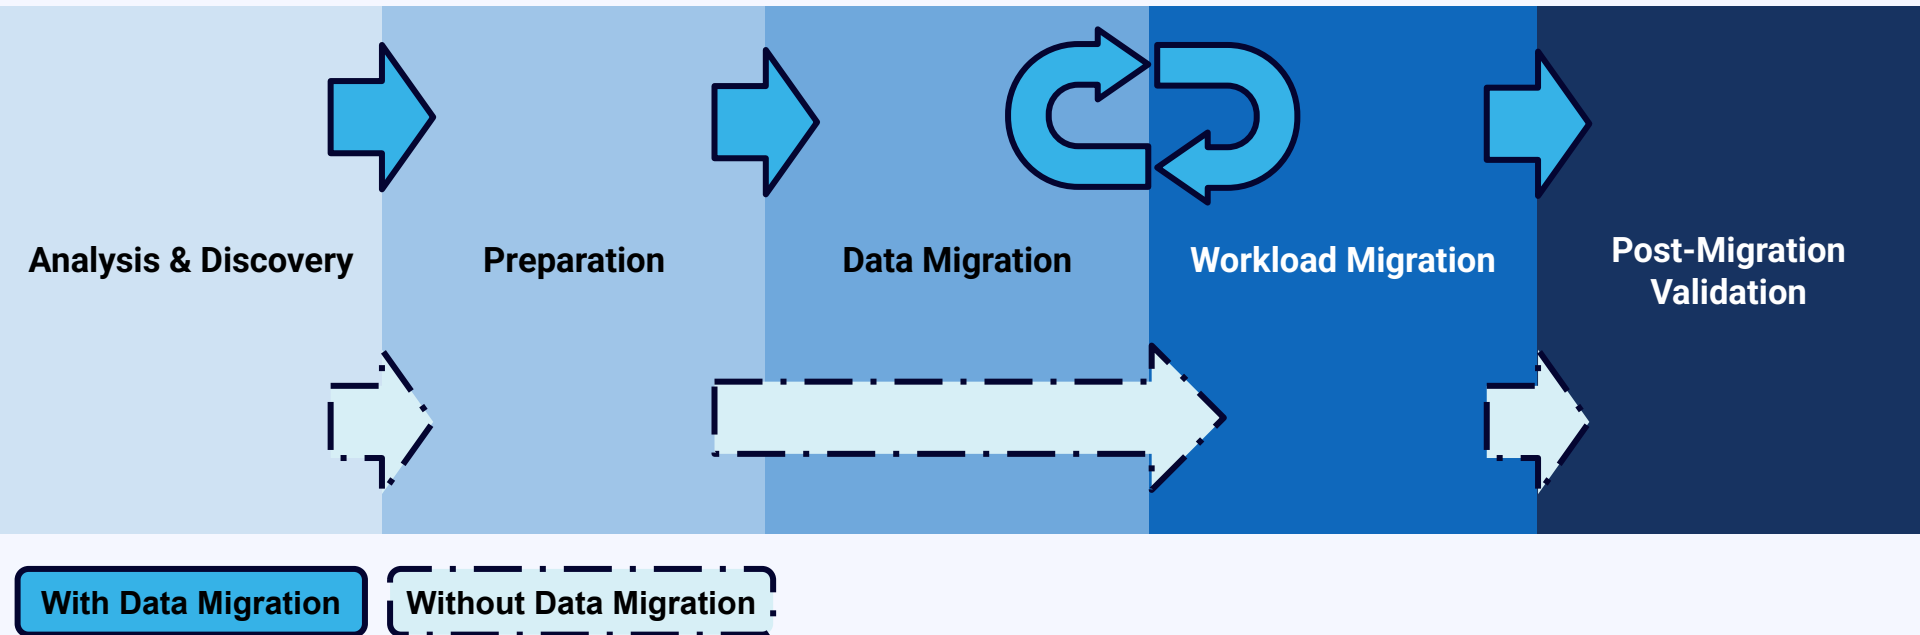 Analysis & Discovery
Preparation
Data Migration
Workload Migration
Post-Migration
Validation
With Data Migration
Without Data Migration